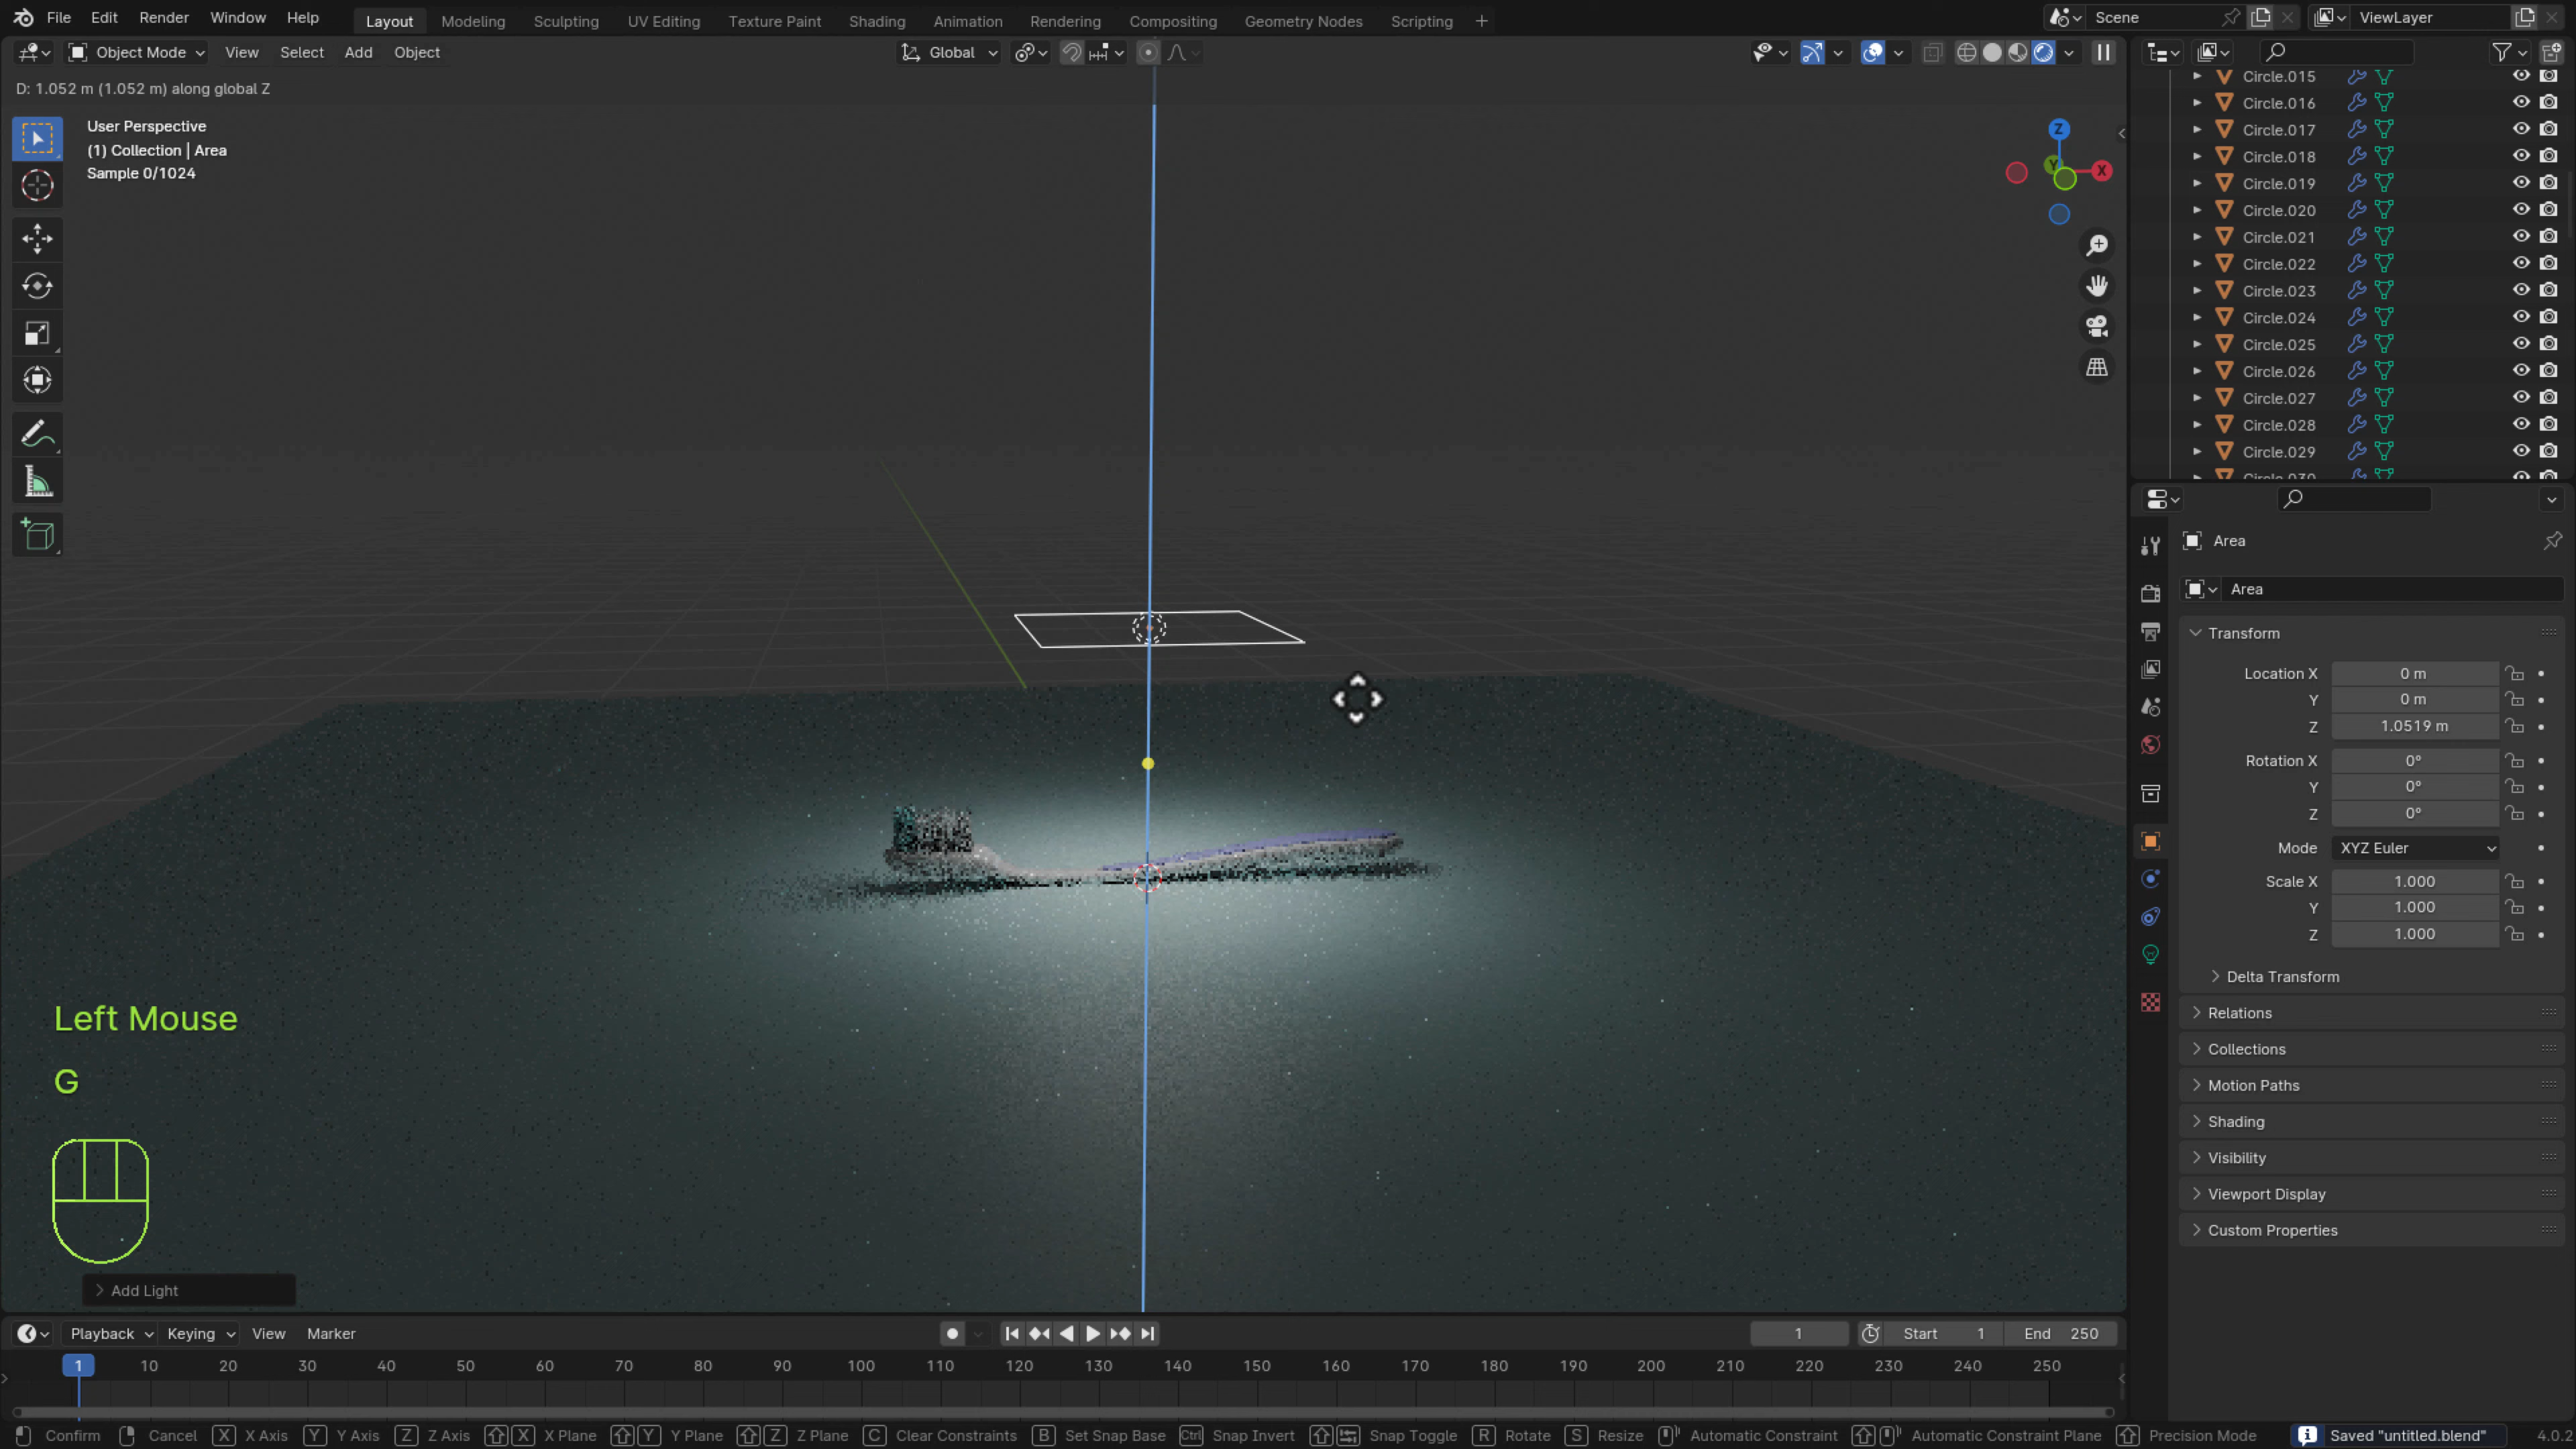 File Edit Render Window Help Layout Modeling Sculpting UV Editing Texture Paint Shading Animation Rendering Compositing Geometry Nodes Scripting + Scene ViewLayer
Object Mode View Select Add Object Global
D: 1.052 m (1.052 m) along global Z
User Perspective
(1) Collection | Area
Sample 0/1024
Z
Y
X
Left Mouse
G
Add Light
Circle.015
Circle.016
Circle.017
Circle.018
Circle.019
Circle.020
Circle.021
Circle.022
Circle.023
Circle.024
Circle.025
Circle.026
Circle.027
Circle.028
Circle.029
Circle.030
Area
Area
Transform
Location X 0 m
Y 0 m
Z 1.0519 m
Rotation X 0°
Y 0°
Z 0°
Mode XYZ Euler
Scale X 1.000
Y 1.000
Z 1.000
Delta Transform
Relations
Collections
Motion Paths
Shading
Visibility
Viewport Display
Custom Properties
Playback Keying View Marker 1 Start 1 End 250
1 10 20 30 40 50 60 70 80 90 100 110 120 130 140 150 160 170 180 190 200 210 220 230 240 250
Confirm Cancel X X Axis Y Y Axis Z Z Axis X X Plane Y Y Plane Z Z Plane C Clear Constraints B Set Snap Base Ctrl Snap Invert Snap Toggle R Rotate S Resize Automatic Constraint Automatic Constraint Plane Precision Mode Saved "untitled.blend" 4.0.2